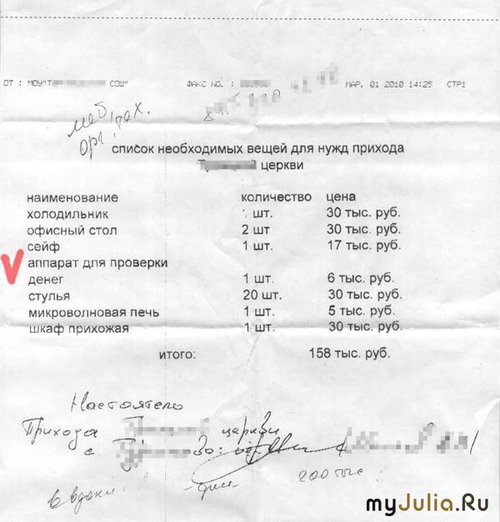 ОТ : МОУ"Т СОШ" ФАКС NO. : МАР. 01 2010 14:25 СТР1
список необходимых вещей для нужд прихода
церкви
наименование количество цена
холодильник 1 шт. 30 тыс. руб.
офисный стол 2 шт 30 тыс. руб.
сейф 1 шт. 17 тыс. руб.
аппарат для проверки
денег 1 шт. 6 тыс. руб.
стулья 20 шт. 30 тыс. руб.
микроволновая печь 1 шт. 5 тыс. руб.
шкаф прихожая 1 шт. 30 тыс. руб.
итого: 158 тыс. руб.
Настоятель
Прихода церкви
с
200 тыс
myJulia.Ru